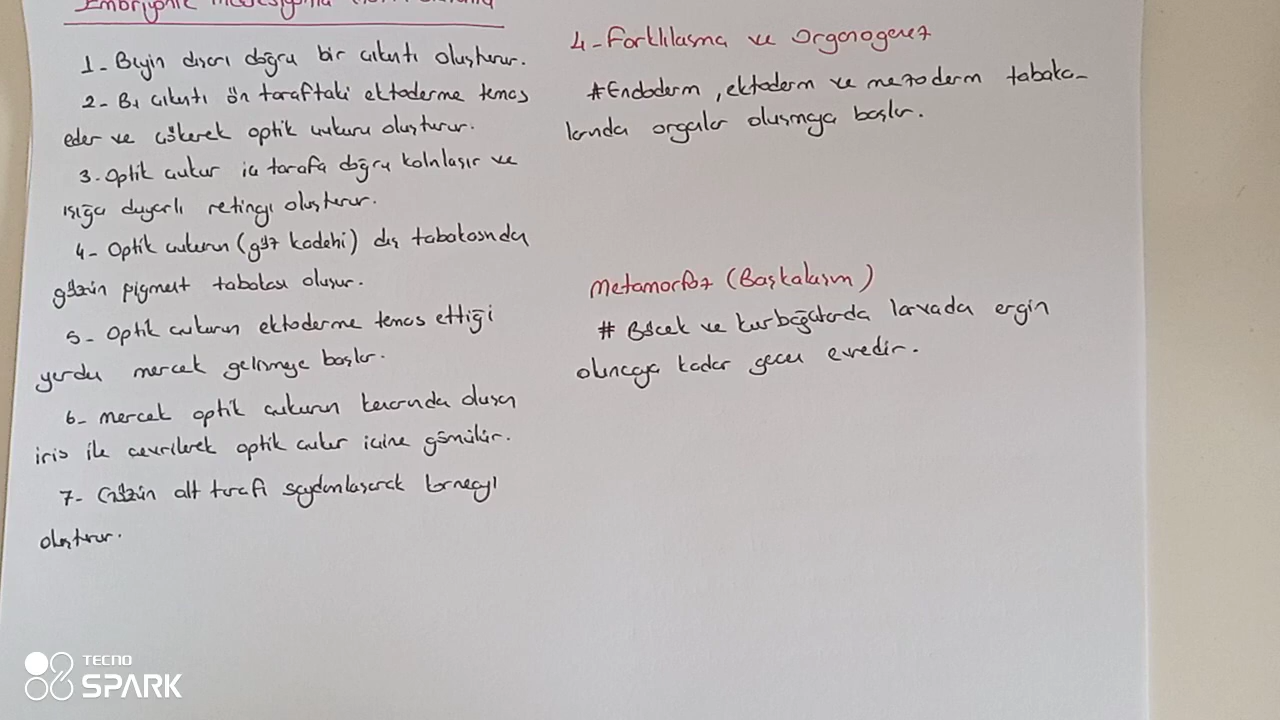 Embriyonik
1- Beyin dışarı doğru bir çıkıntı oluşturur.
2- Bu çıkıntı ön taraftaki ektoderme temas
eder ve çökerek optik çukuru oluşturur.
3- Optik çukur iç tarafa doğru kalınlaşır ve
ışığa duyarlı retinayı oluşturur.
4- Optik çukurun (göz kadehi) dış tabakasında
gözün pigment tabakası oluşur.
5- Optik çukurun ektoderme temas ettiği
yerden mercek gelişmeye başlar.
6- mercek optik çukurun kenarında oluşan
iris ile çevrilerek optik çukur içine gömülür.
7- Gözün alt tarafı saydamlaşarak korneayı
oluşturur.
4- Farklılaşma ve Organogenez
# Endoderm, ektoderm ve mezoderm tabaka-
larında organlar oluşmaya başlar.
Metamorfoz (Başkalaşım)
# Böcek ve kurbağalarda larvada ergin
oluncaya kadar geçen evredir.
TECNO
SPARK